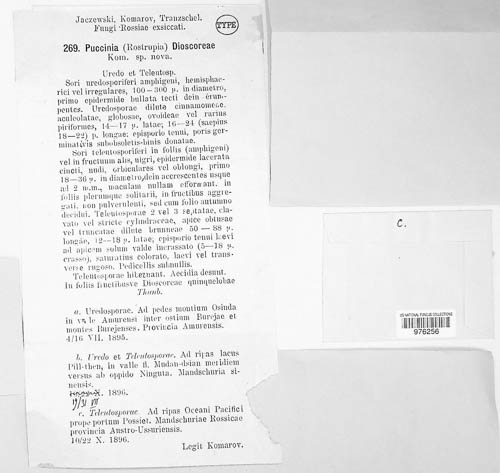 Jaczewski, Komarov, Tranzschel.
Fungi Rossiae exsiccati.
TYPE
269. Puccinia (Rostrupia) Dioscoreae
Kom. sp. nova.
Uredo et Teleutosp.
Sori uredosporiferi amphigeni, hemisphae-
rici vel irregulares, 100—300 μ. in diametro,
primo epidermide bullata tecti dein erum-
pentes. Uredosporae dilute cinnamomeae.
aculeolatae, globosae, ovoideae vel rarius
piriformes, 14—17 μ. latae; 16—24 (saepius
18—22) μ. longae; episporio tenui, poris ger-
minativis subobsoletis-binis donatae.
Sori teleutosporiferi in foliis (amphigeni)
vel in fructuum alis, nigri, epidermide lacerata
cincti, nudi, orbiculares vel oblongi, primo
18—36 μ. in diametro, dein accrescentes usque
ad 2 m.m., maculam nullam efformant. in
foliis plerumque solitarii, in fructibus aggre-
gati. non pulverulenti, sed cum folio autumno
decidui. Teleutosporae 2 vel 3 septatae, cla-
vato vel stricte cylindraceae, apice obtusae
vel truncatae dilute brunneae 50 — 88 μ.
longae, 12—18 μ. latae; episporio tenui laevi
ad apicem solum valde incrassato (5—18 μ.
crasso), saturatius colorato, laevi vel trans-
verse rugoso. Pedicellis subnullis.
Teleutosporae hibernant. Aecidia desunt.
In foliis fructibusve Dioscoreae quinquelobae
Thunb.
a. Uredosporae. Ad pedes montium Osinda
in valle Amurensi inter ostium Burejae et
montes Burejenses. Provincia Amurensis.
4/16 VII. 1895.
b. Uredo et Teleutosporae. Ad ripas lacus
Pill-then, in valle fl. Mudan-dsian meridiem
versus ab oppido Ninguta. Mandschuria si-
nensis.
1896.
19/31 VII
c. Teleutosporae. Ad ripas Oceani Pacifici
prope portum Possiet. Mandschuriae Rossicae
provincia Austro-Ussuriensis.
10/22 X. 1896.
Legit Komarov.
C.
US NATIONAL FUNGUS COLLECTIONS
976256